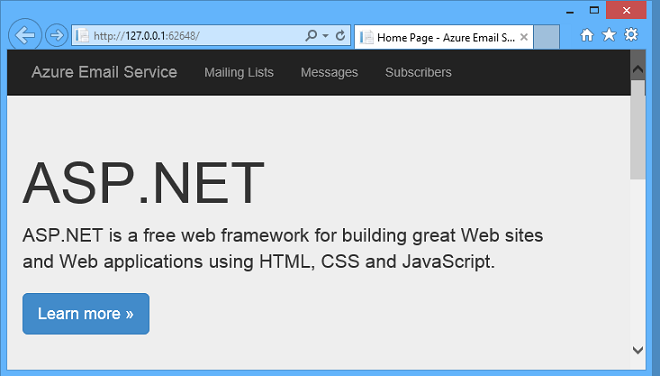 http://127.0.0.1:62648/
Home Page - Azure Email S...
Azure Email Service Mailing Lists Messages Subscribers
ASP.NET
ASP.NET is a free web framework for building great Web sites
and Web applications using HTML, CSS and JavaScript.
Learn more »